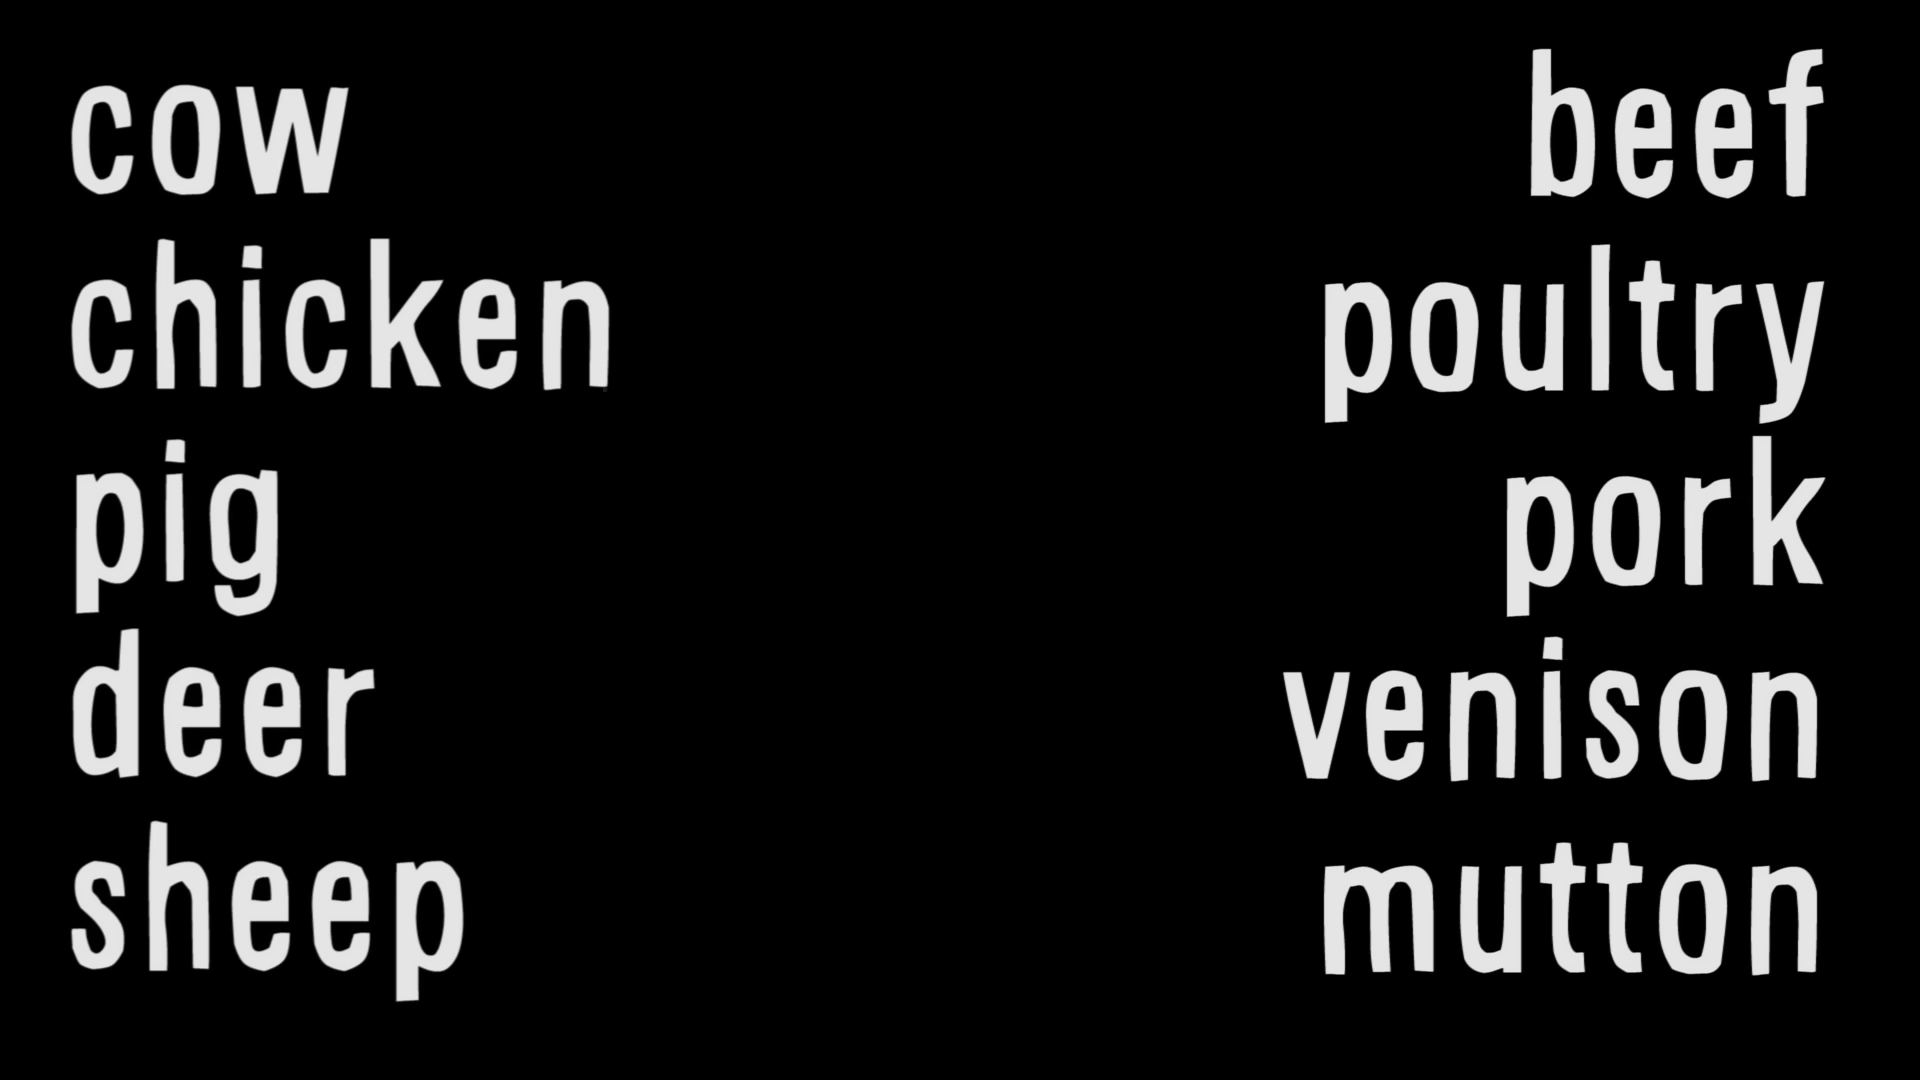 cow beef
chicken poultry
pig pork
deer venison
sheep mutton